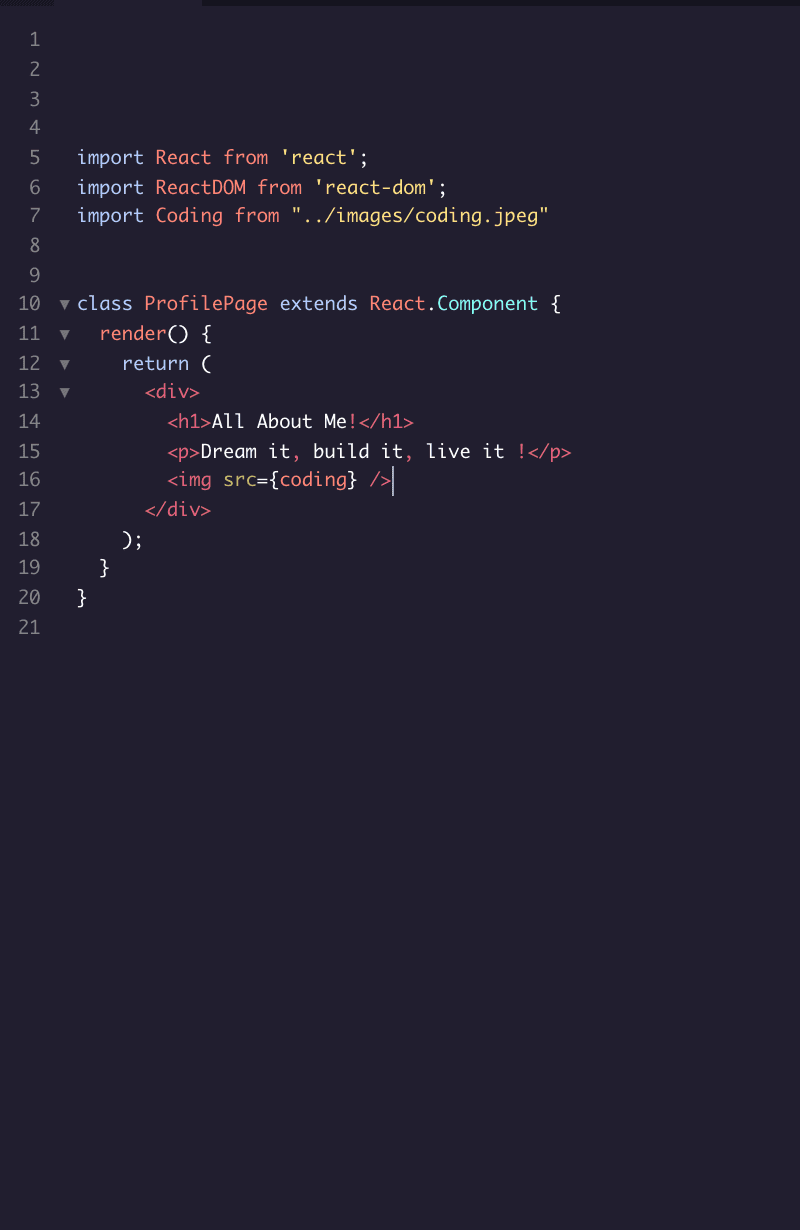 1
2
3
4
5 import React from 'react';
6 import ReactDOM from 'react-dom';
7 import Coding from "../images/coding.jpeg"
8
9
10 ▼ class ProfilePage extends React.Component {
11 ▼   render() {
12 ▼     return (
13 ▼       <div>
14         <h1>All About Me!</h1>
15         <p>Dream it, build it, live it !</p>
16         <img src={coding} />
17       </div>
18     );
19   }
20 }
21